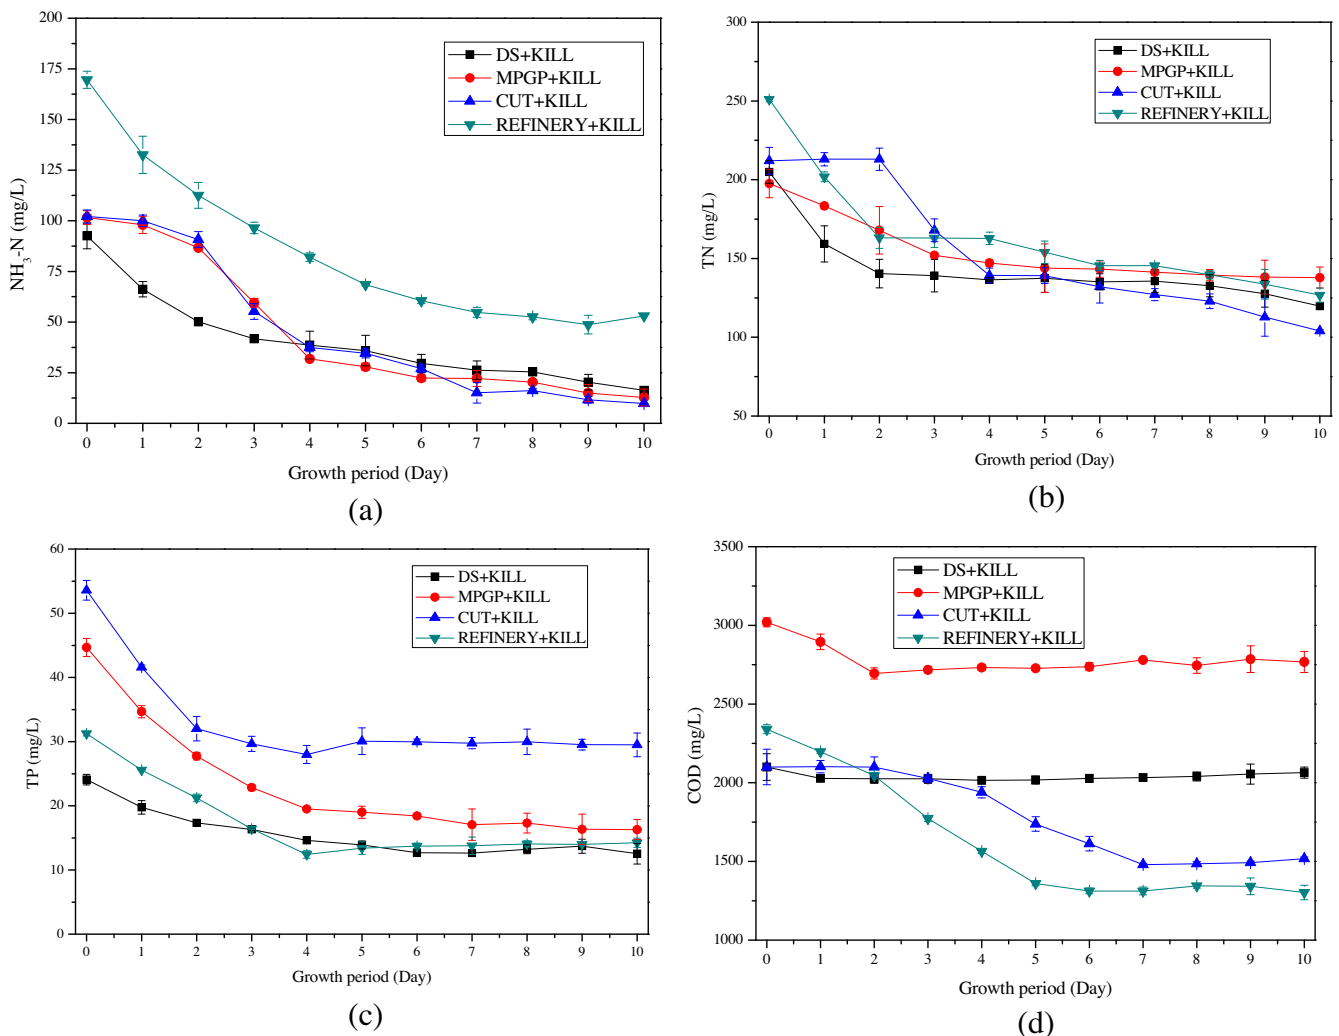 200
175
150
125
100
75
50
25
0
NH3-N (mg/L)
DS+KILL
MPGP+KILL
CUT+KILL
REFINERY+KILL
0 1 2 3 4 5 6 7 8 9 10
Growth period (Day)
(a)
300
250
200
150
100
50
TN (mg/L)
DS+KILL
MPGP+KILL
CUT+KILL
REFINERY+KILL
0 1 2 3 4 5 6 7 8 9 10
Growth period (Day)
(b)
60
50
40
30
20
10
0
TP (mg/L)
DS+KILL
MPGP+KILL
CUT+KILL
REFINERY+KILL
0 1 2 3 4 5 6 7 8 9 10
Growth period (Day)
(c)
3500
3000
2500
2000
1500
1000
COD (mg/L)
DS+KILL
MPGP+KILL
CUT+KILL
REFINERY+KILL
0 1 2 3 4 5 6 7 8 9 10
Growth period (Day)
(d)